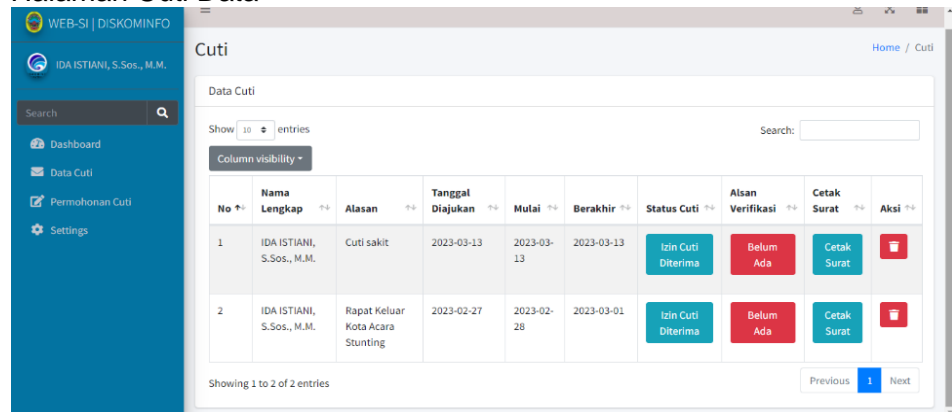 Halaman Cuti Data
WEB-SI | DISKOMINFO
IDA ISTIANI, S.Sos., M.M.
Search
Dashboard
Data Cuti
Permohonan Cuti
Settings
Cuti
Home / Cuti
Data Cuti
Show 10 entries
Search:
Column visibility
No Nama Lengkap Alasan Tanggal Diajukan Mulai Berakhir Status Cuti Alsan Verifikasi Cetak Surat Aksi
1 IDA ISTIANI, S.Sos., M.M. Cuti sakit 2023-03-13 2023-03-13 2023-03-13 Izin Cuti Diterima Belum Ada Cetak Surat
2 IDA ISTIANI, S.Sos., M.M. Rapat Keluar Kota Acara Stunting 2023-02-27 2023-02-28 2023-03-01 Izin Cuti Diterima Belum Ada Cetak Surat
Showing 1 to 2 of 2 entries
Previous 1 Next